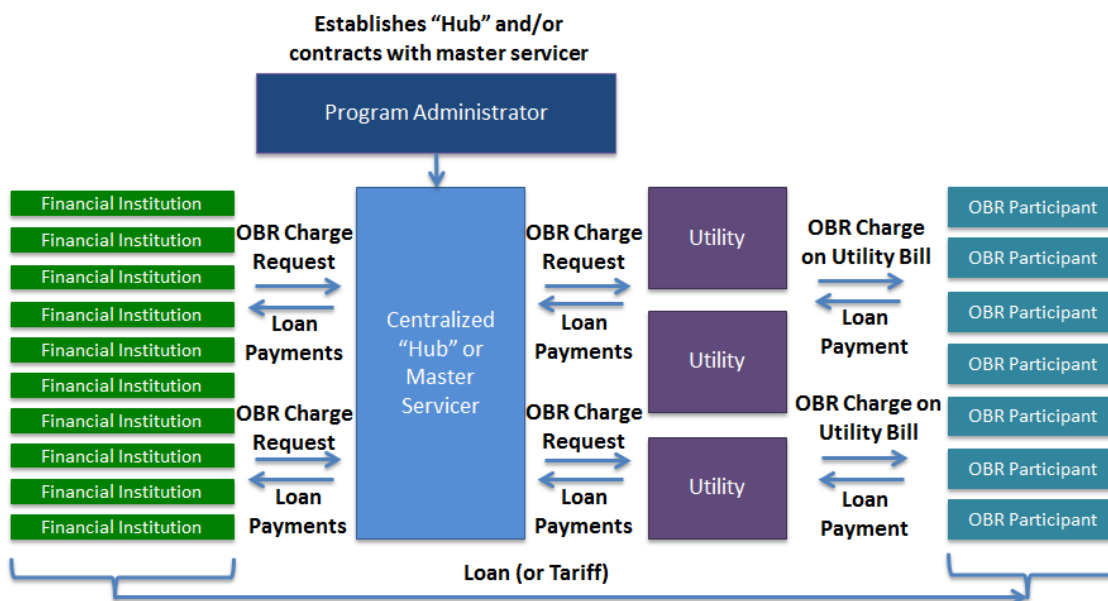 Establishes “Hub” and/or
contracts with master servicer
Program Administrator
Financial Institution
Financial Institution
Financial Institution
Financial Institution
Financial Institution
Financial Institution
Financial Institution
Financial Institution
Financial Institution
Financial Institution
OBR Charge
Request
Loan
Payments
OBR Charge
Request
Loan
Payments
Centralized
“Hub” or
Master
Servicer
OBR Charge
Request
Loan
Payments
OBR Charge
Request
Loan
Payments
Utility
Utility
Utility
OBR Charge
on Utility Bill
Loan
Payment
OBR Charge on
Utility Bill
Loan
Payment
OBR Participant
OBR Participant
OBR Participant
OBR Participant
OBR Participant
OBR Participant
OBR Participant
Loan (or Tariff)